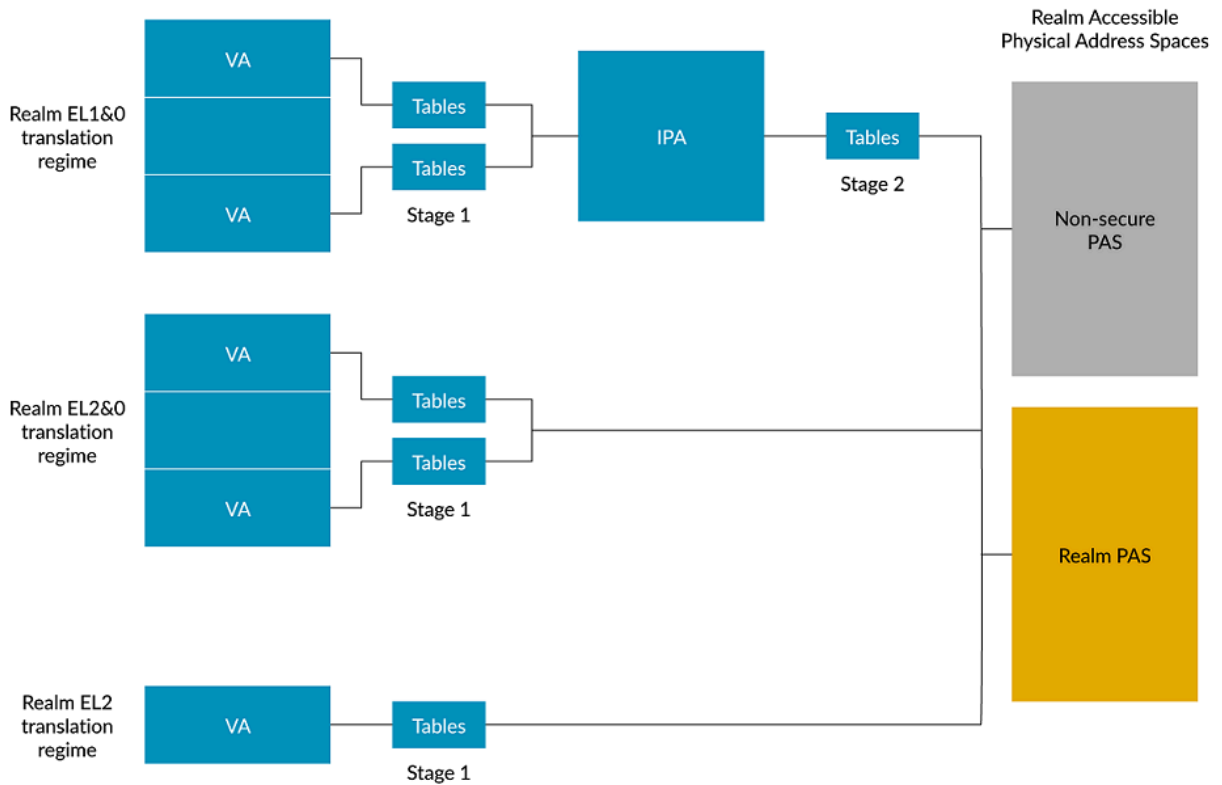 Realm Accessible
Physical Address Spaces
Realm EL1&0
translation
regime
VA
VA
Tables
Tables
Stage 1
IPA
Tables
Stage 2
Non-secure
PAS
Realm EL2&0
translation
regime
VA
VA
Tables
Tables
Stage 1
Realm PAS
Realm EL2
translation
regime
VA
Tables
Stage 1